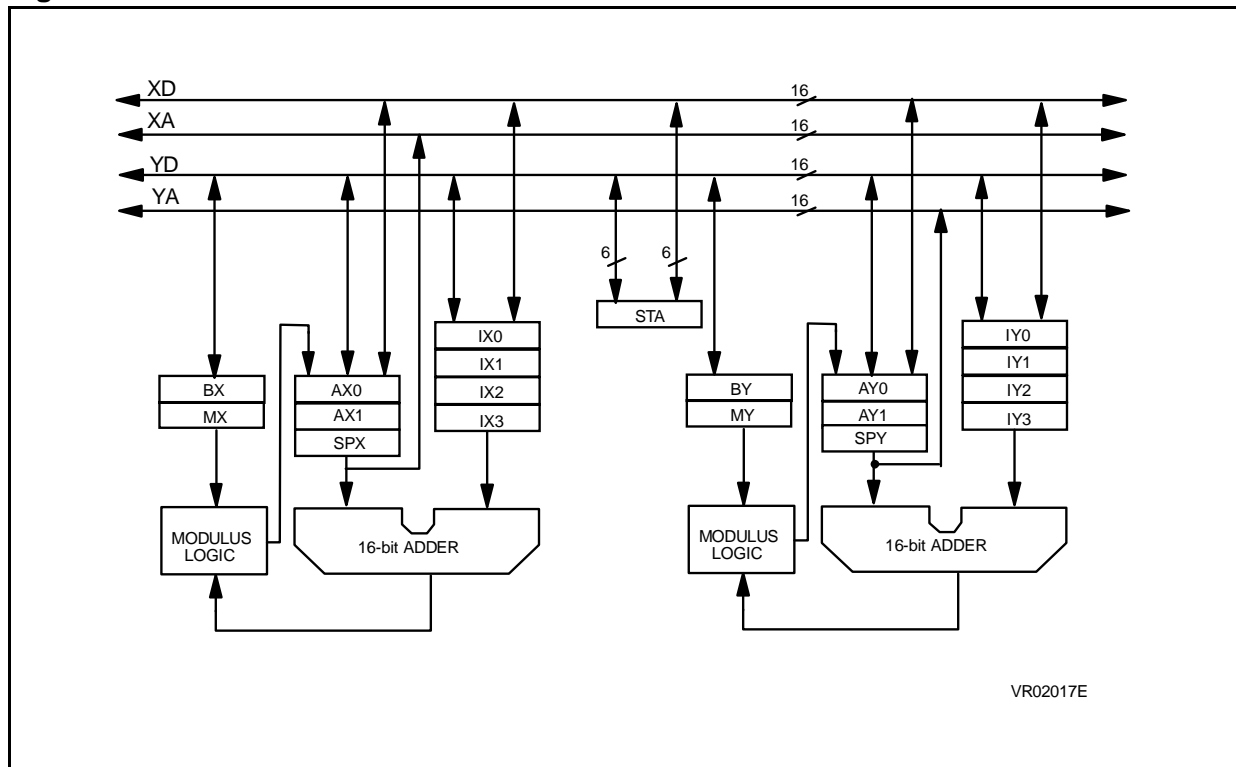 XD
16
XA
16
YD
16
YA
16
6
6
STA
IX0
IX1
IX2
IX3
BX
MX
AX0
AX1
SPX
MODULUS
LOGIC
16-bit ADDER
BY
MY
AY0
AY1
SPY
IY0
IY1
IY2
IY3
MODULUS
LOGIC
16-bit ADDER
VR02017E